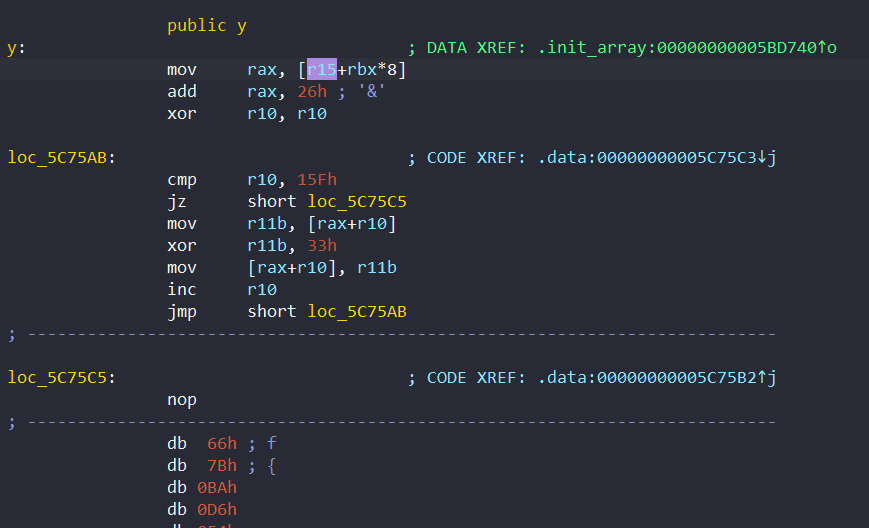 public y
y: ; DATA XREF: .init_array:00000000005BD740↑o
mov rax, [r15+rbx*8]
add rax, 26h ; '&'
xor r10, r10
loc_5C75AB: ; CODE XREF: .data:00000000005C75C3↓j
cmp r10, 15Fh
jz short loc_5C75C5
mov r11b, [rax+r10]
xor r11b, 33h
mov [rax+r10], r11b
inc r10
jmp short loc_5C75AB
; ---------------------------------------------------------------------------
loc_5C75C5: ; CODE XREF: .data:00000000005C75B2↑j
nop
; ---------------------------------------------------------------------------
db 66h ; f
db 7Bh ; {
db 0BAh
db 0D6h